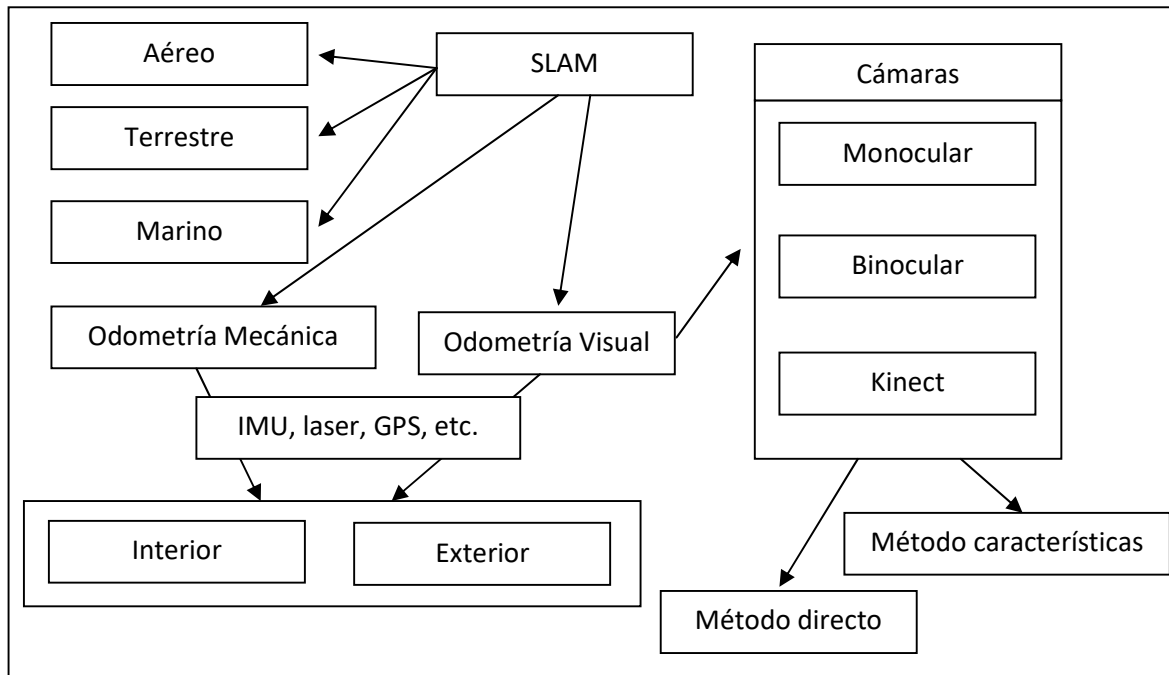 Aéreo
SLAM
Cámaras
Terrestre
Monocular
Marino
Binocular
Odometría Mecánica
Odometría Visual
Kinect
IMU, laser, GPS, etc.
Interior
Exterior
Método características
Método directo